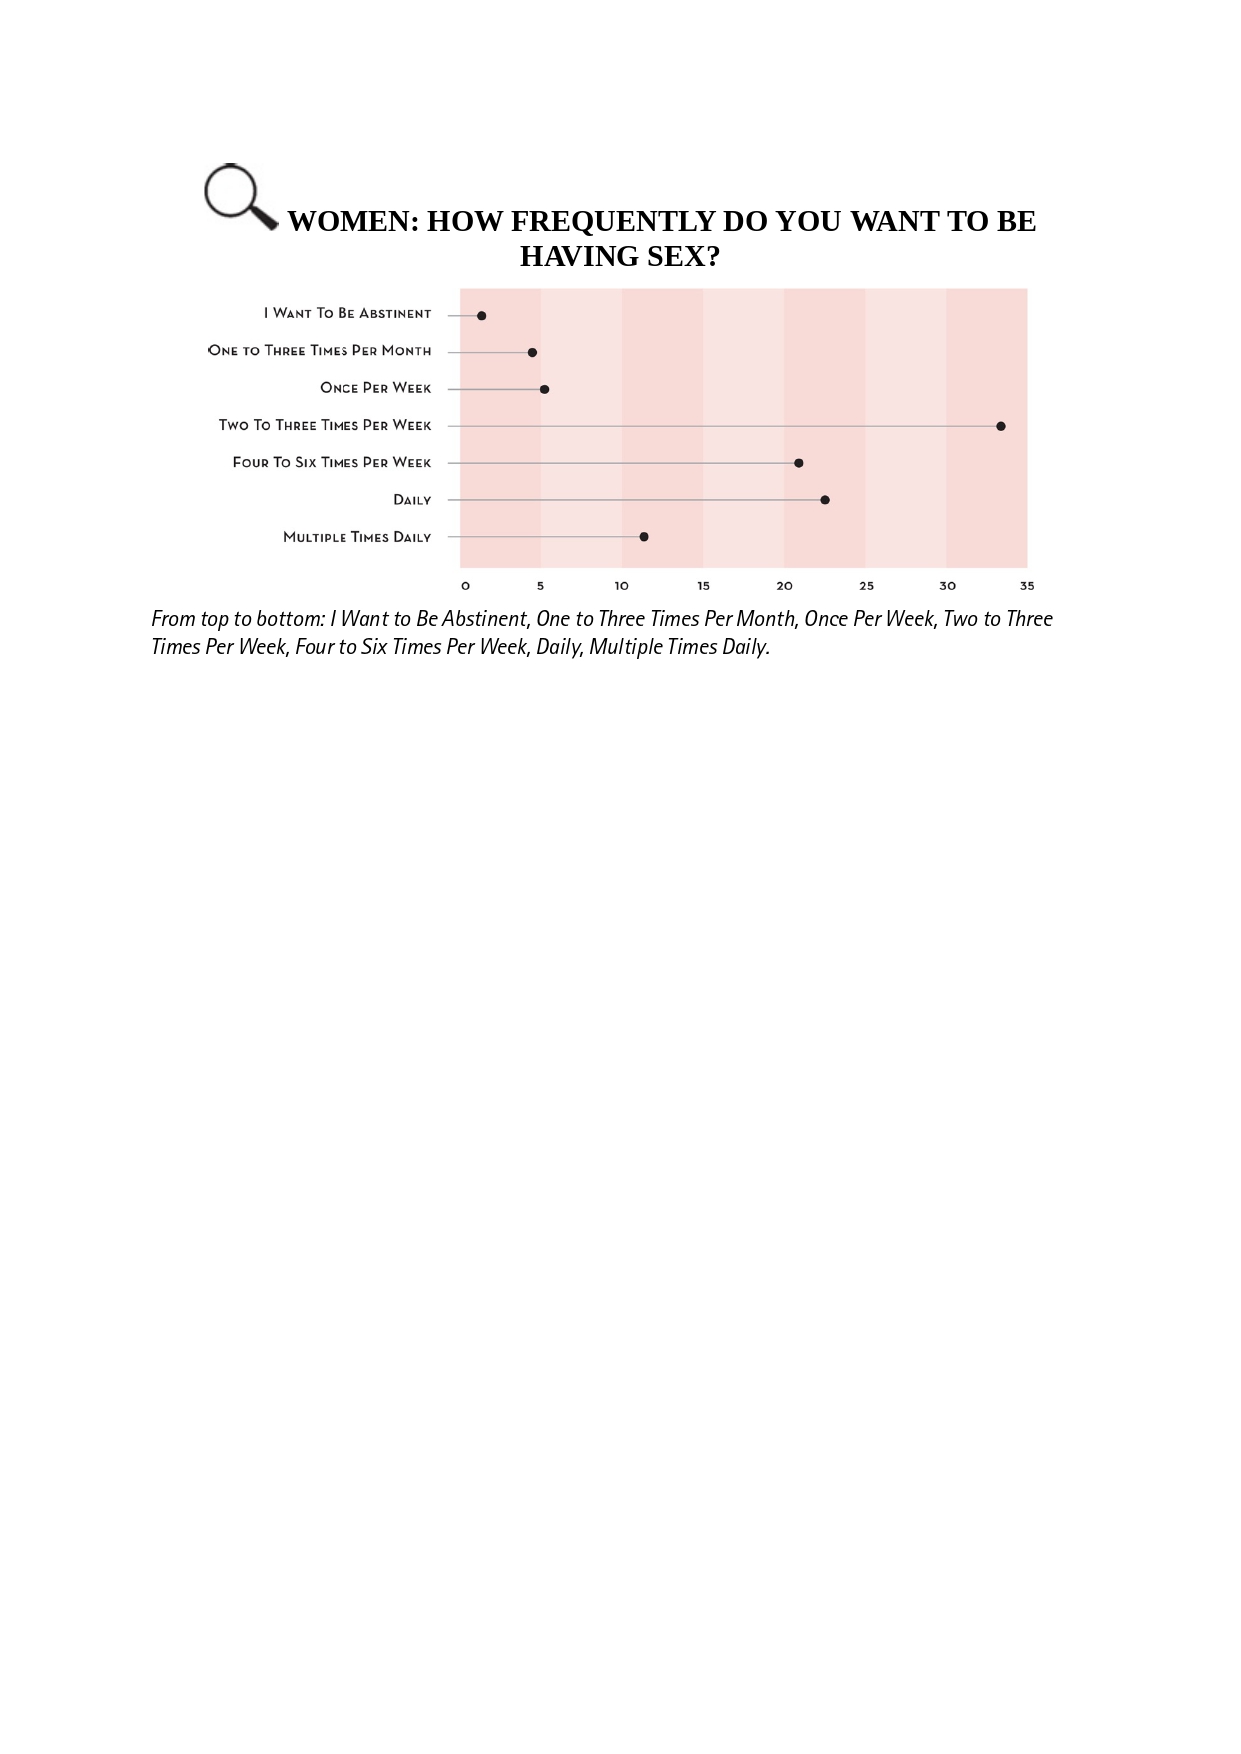 WOMEN: HOW FREQUENTLY DO YOU WANT TO BE
HAVING SEX?
I WANT TO BE ABSTINENT
ONE TO THREE TIMES PER MONTH
ONCE PER WEEK
TWO TO THREE TIMES PER WEEK
FOUR TO SIX TIMES PER WEEK
DAILY
MULTIPLE TIMES DAILY
0 5 10 15 20 25 30 35
From top to bottom: I Want to Be Abstinent, One to Three Times Per Month, Once Per Week, Two to Three
Times Per Week, Four to Six Times Per Week, Daily, Multiple Times Daily.